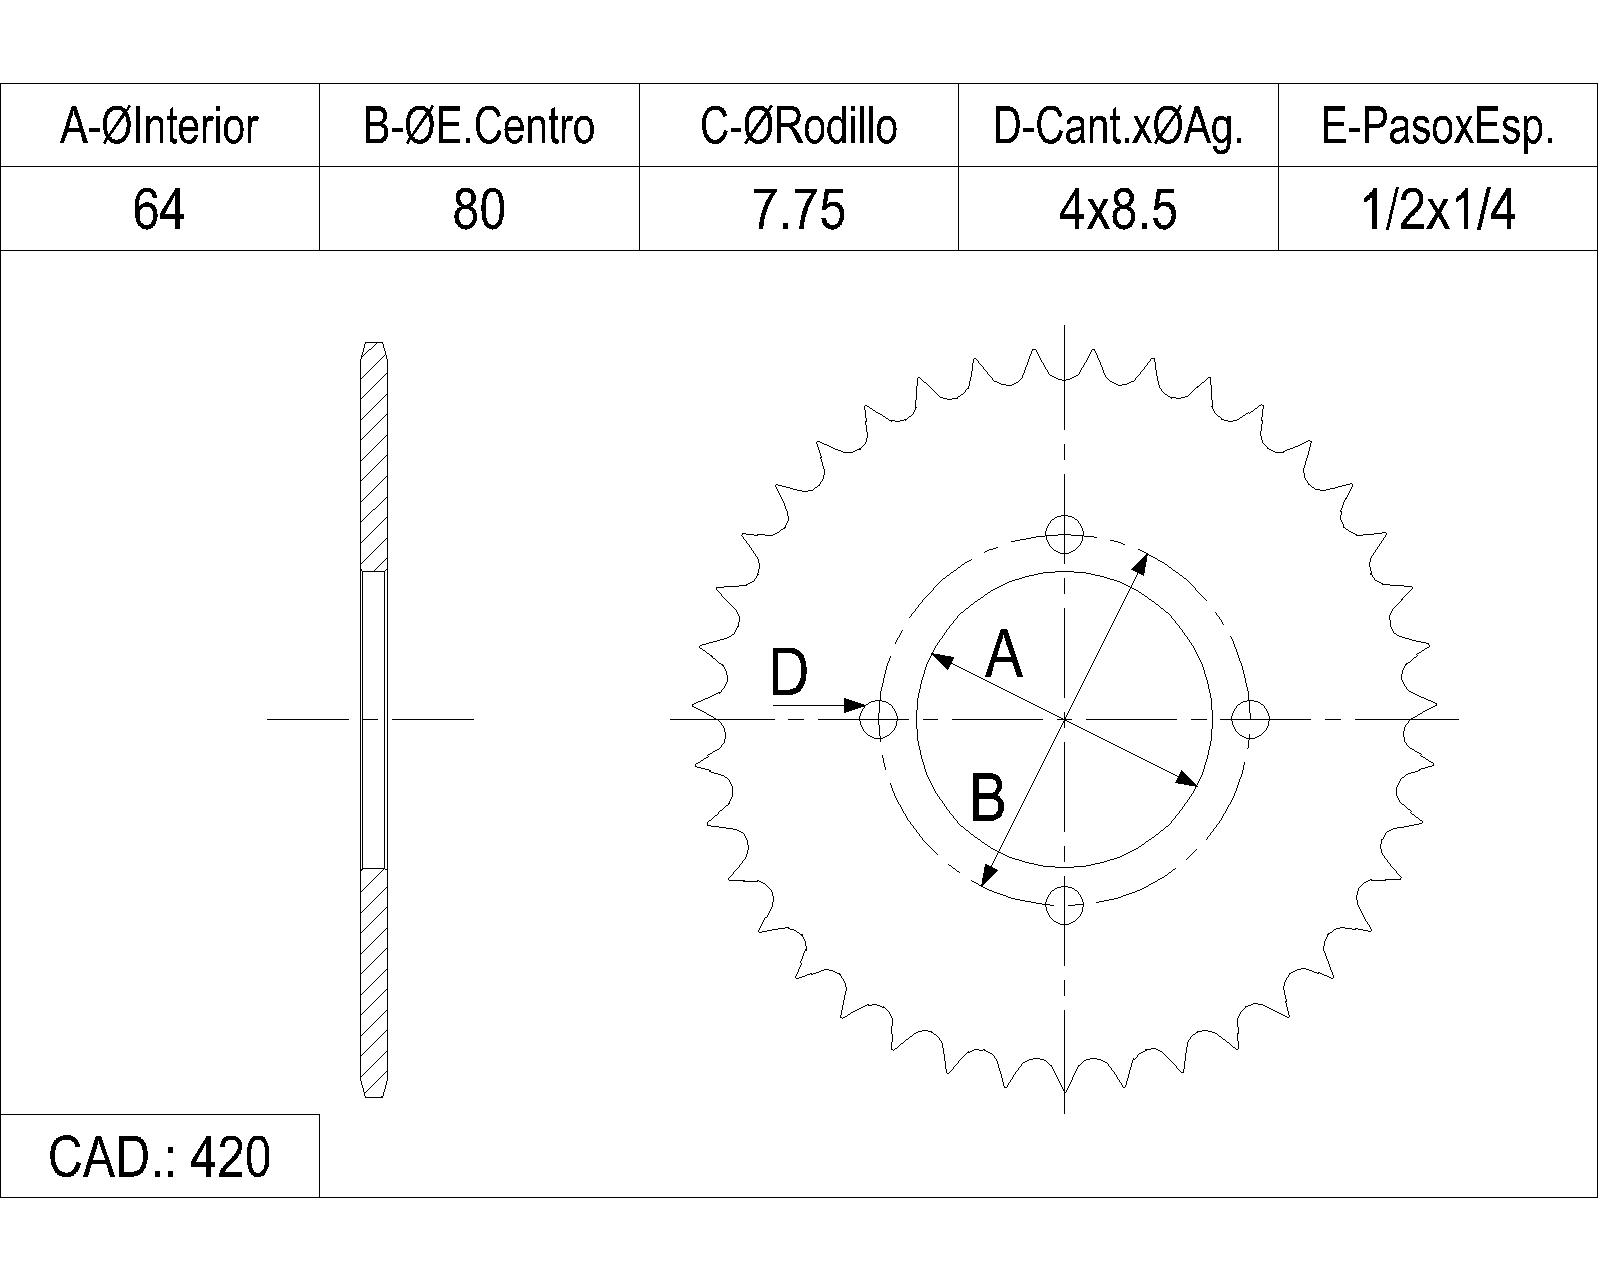 A-ØInterior B-ØE.Centro C-ØRodillo D-Cant.xØAg. E-PasoxEsp.
64 80 7.75 4x8.5 1/2x1/4
A
D
B
CAD.: 420